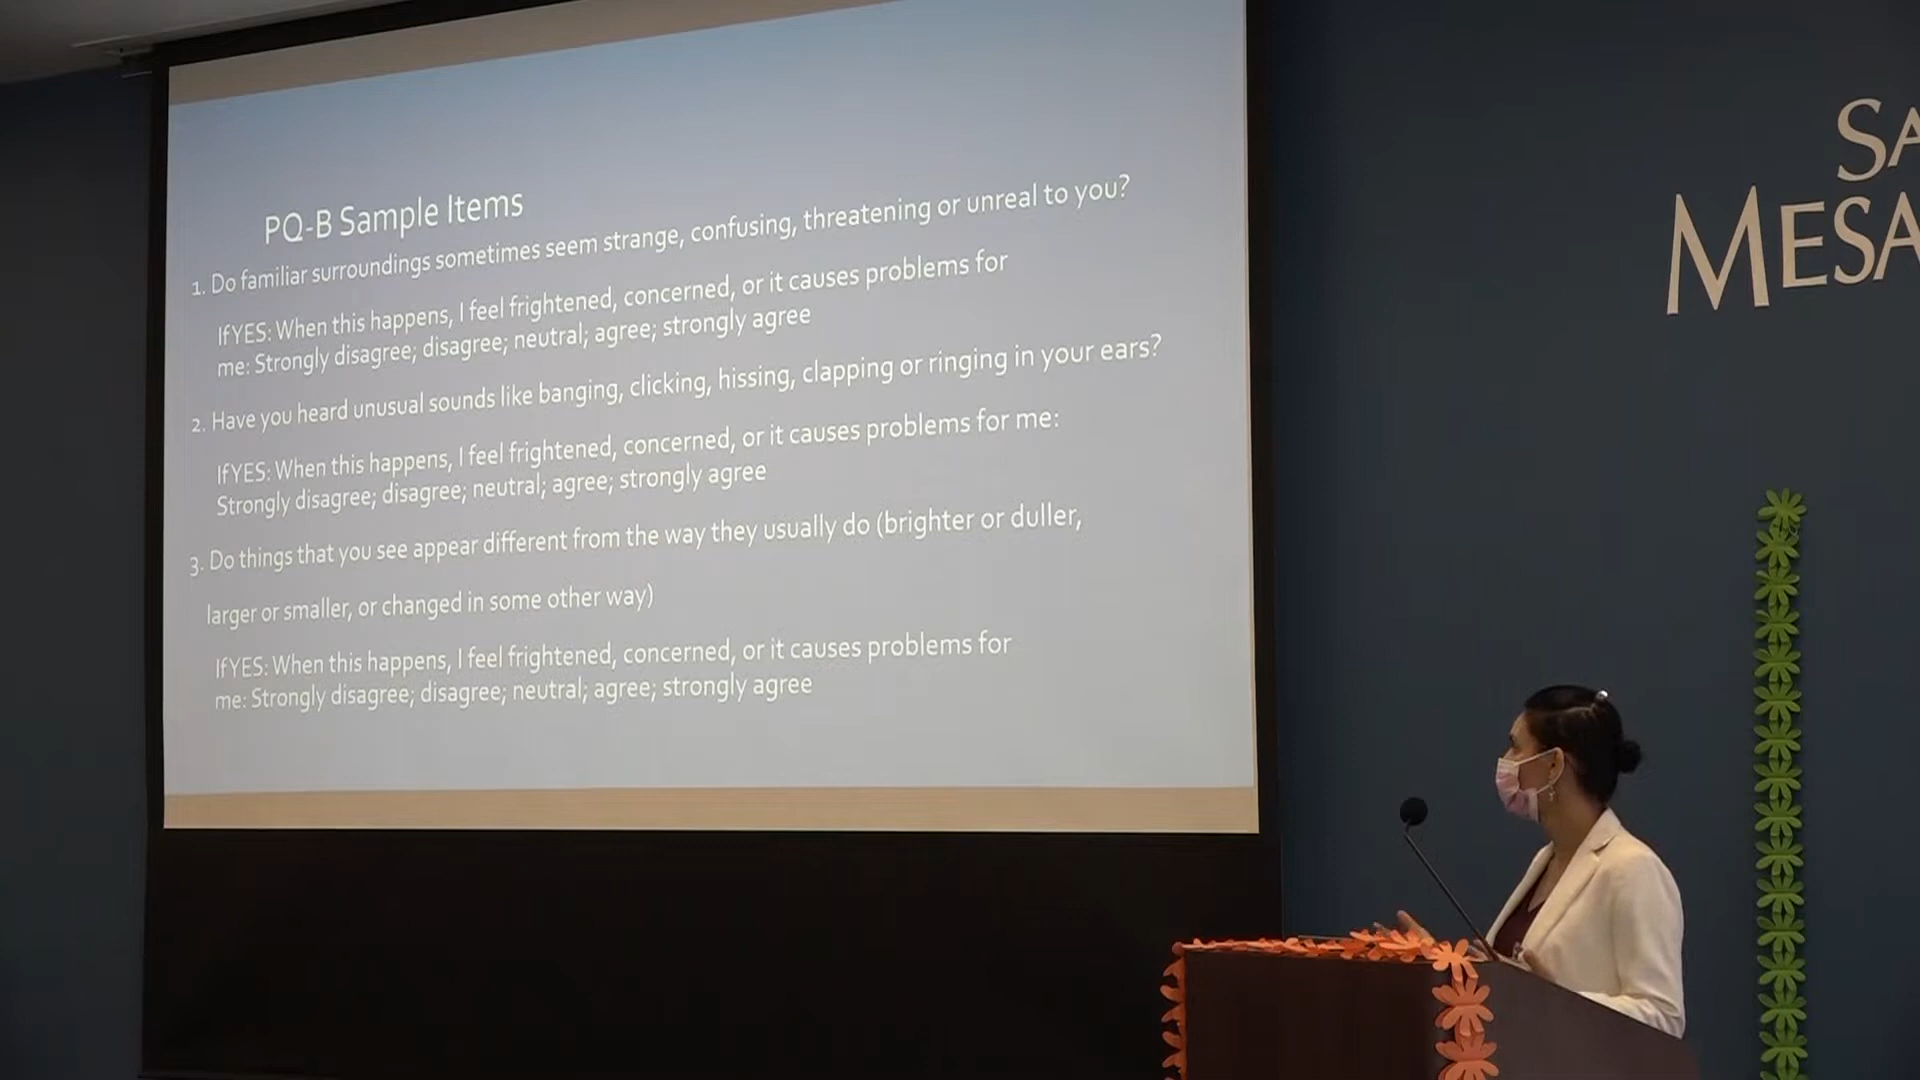 PQ-B Sample Items
1. Do familiar surroundings sometimes seem strange, confusing, threatening or unreal to you?
If YES: When this happens, I feel frightened, concerned, or it causes problems for
me: Strongly disagree; disagree; neutral; agree; strongly agree
2. Have you heard unusual sounds like banging, clicking, hissing, clapping or ringing in your ears?
If YES: When this happens, I feel frightened, concerned, or it causes problems for me:
Strongly disagree; disagree; neutral; agree; strongly agree
3. Do things that you see appear different from the way they usually do (brighter or duller,
larger or smaller, or changed in some other way)
If YES: When this happens, I feel frightened, concerned, or it causes problems for
me: Strongly disagree; disagree; neutral; agree; strongly agree
SA
MESA